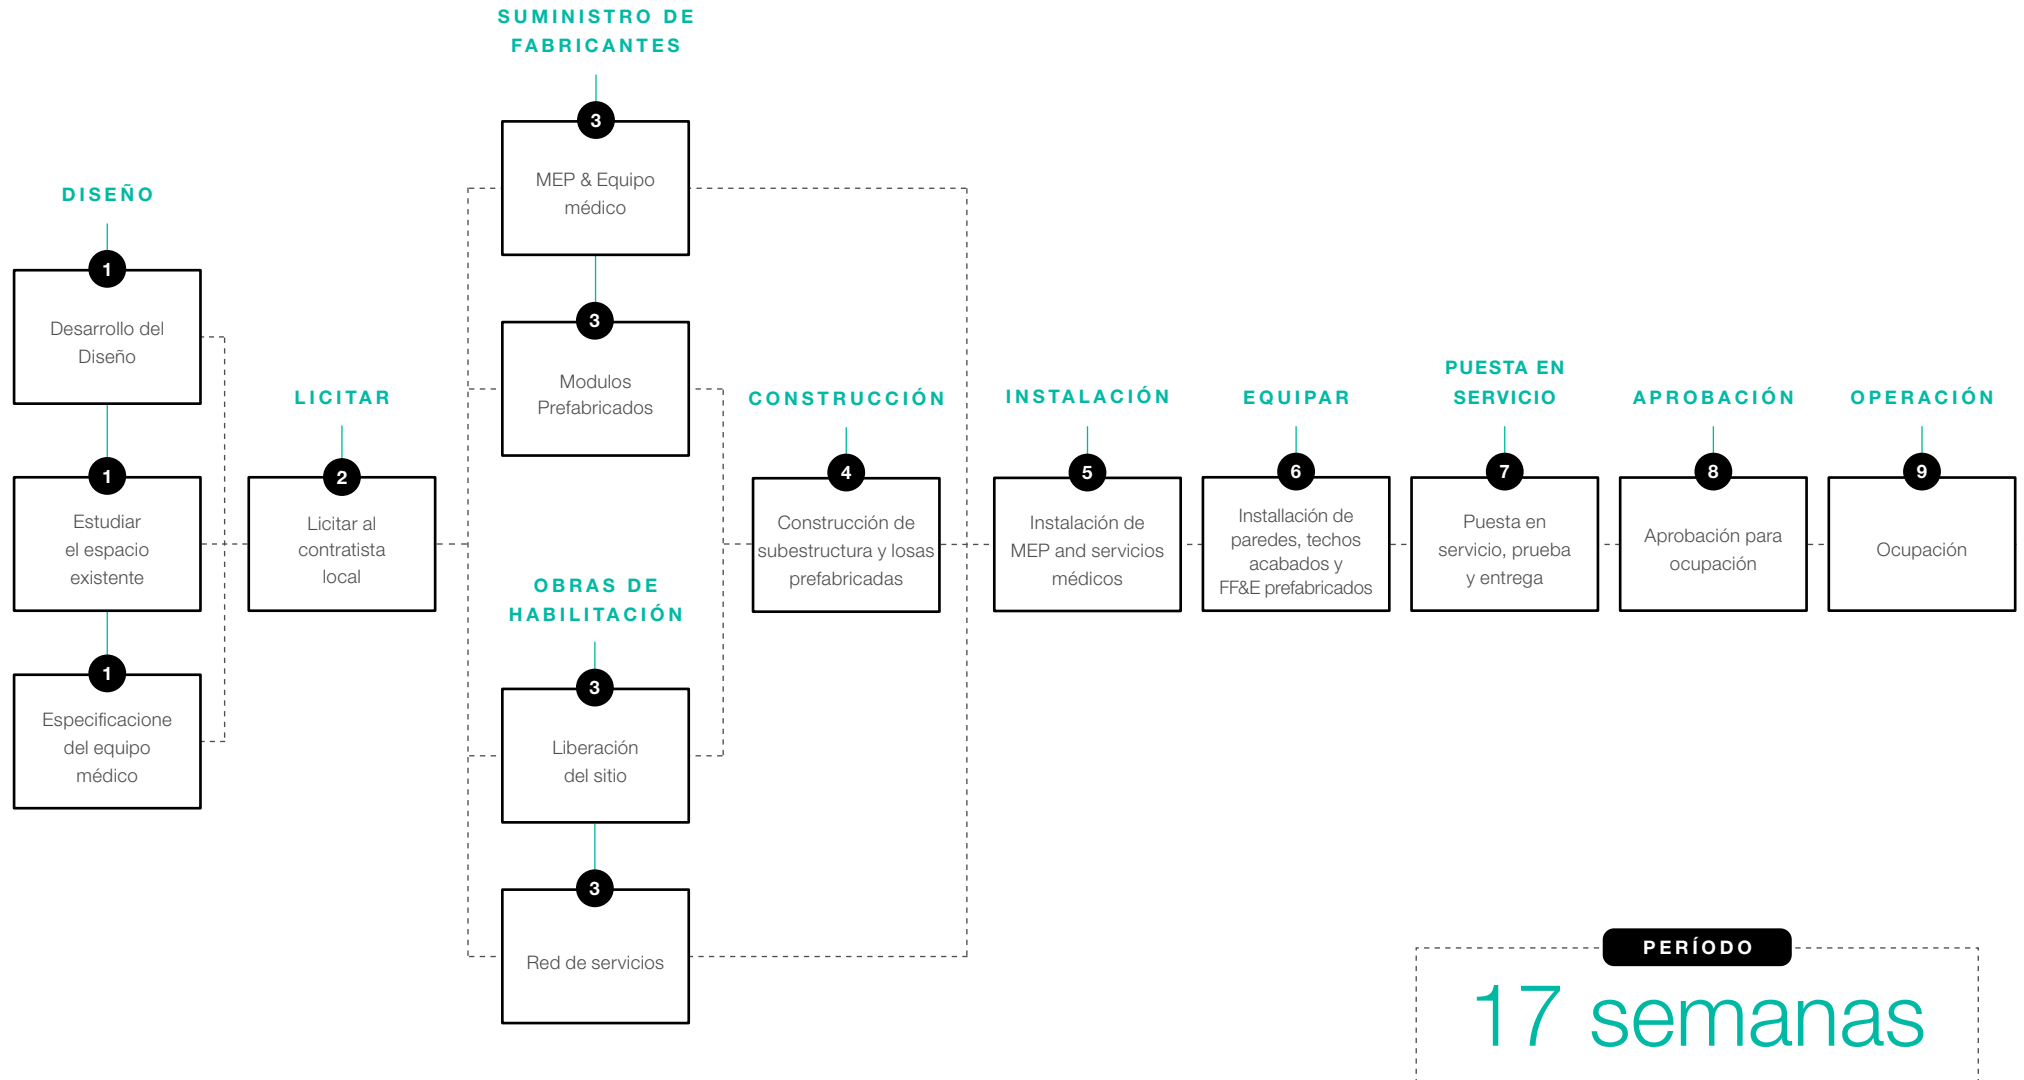 SUMINISTRO DE
FABRICANTES
3
MEP & Equipo
médico
3
Modulos
Prefabricados
DISEÑO
1
Desarrollo del
Diseño
1
Estudiar
el espacio
existente
1
Especificacione
del equipo
médico
LICITAR
2
Licitar al
contratista
local
OBRAS DE
HABILITACIÓN
3
Liberación
del sitio
3
Red de servicios
CONSTRUCCIÓN
4
Construcción de
subestructura y losas
prefabricadas
INSTALACIÓN
5
Instalación de
MEP and servicios
médicos
EQUIPAR
6
Installación de
paredes, techos
acabados y
FF&E prefabricados
PUESTA EN
SERVICIO
7
Puesta en
servicio, prueba
y entrega
APROBACIÓN
8
Aprobación para
ocupación
OPERACIÓN
9
Ocupación
PERÍODO
17 semanas